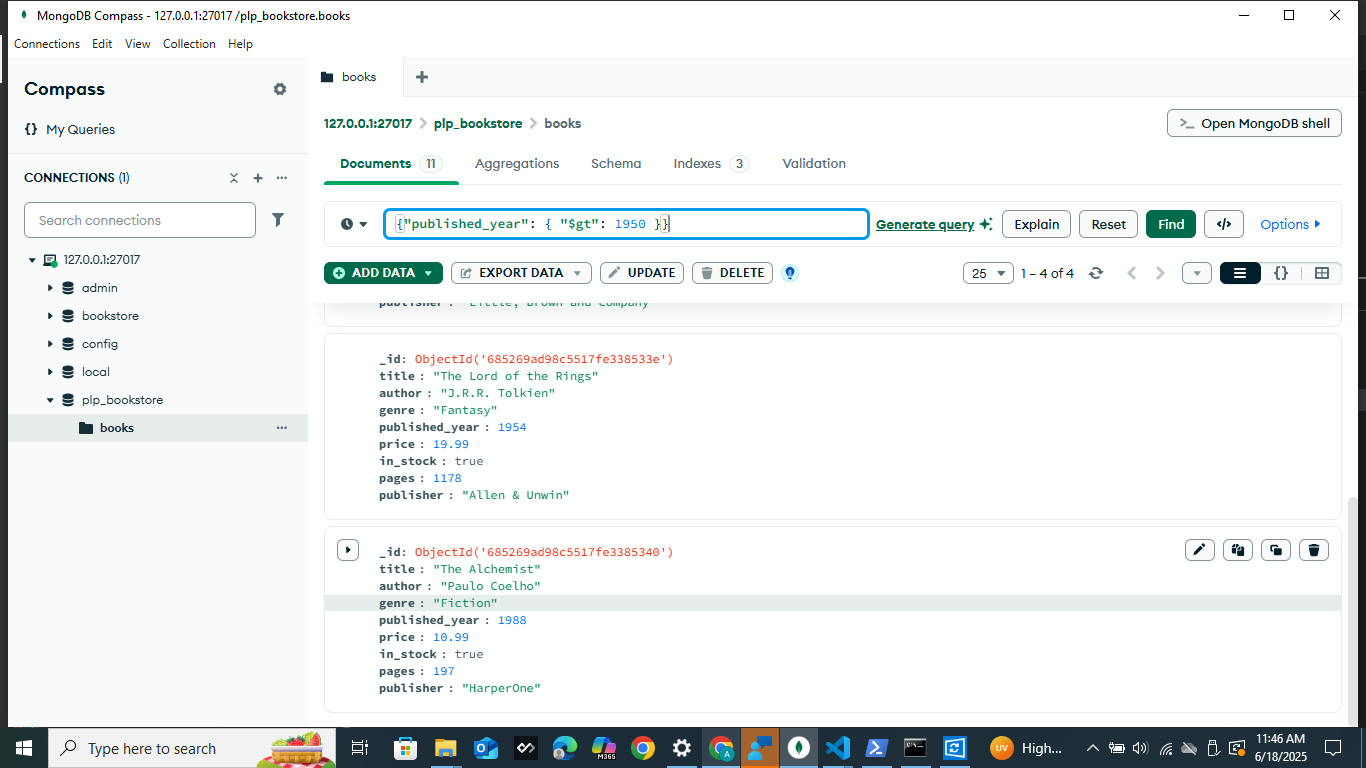 MongoDB Compass - 127.0.0.1:27017 /plp_bookstore.books
Connections Edit View Collection Help
Compass
My Queries
CONNECTIONS (1)
Search connections
127.0.0.1:27017
admin
bookstore
config
local
plp_bookstore
books
books
127.0.0.1:27017 > plp_bookstore > books
>_ Open MongoDB shell
Documents 11 Aggregations Schema Indexes 3 Validation
{"published_year": { "$gt": 1950 }}
Generate query Explain Reset Find </> Options
ADD DATA EXPORT DATA UPDATE DELETE 25 1 – 4 of 4 {}
publisher : "Little, Brown and Company"
_id: ObjectId('685269ad98c5517fe338533e')
title : "The Lord of the Rings"
author : "J.R.R. Tolkien"
genre : "Fantasy"
published_year : 1954
price : 19.99
in_stock : true
pages : 1178
publisher : "Allen & Unwin"
_id: ObjectId('685269ad98c5517fe3385340')
title : "The Alchemist"
author : "Paulo Coelho"
genre : "Fiction"
published_year : 1988
price : 10.99
in_stock : true
pages : 197
publisher : "HarperOne"
Type here to search
M365
A
UV High...
11:46 AM
6/18/2025